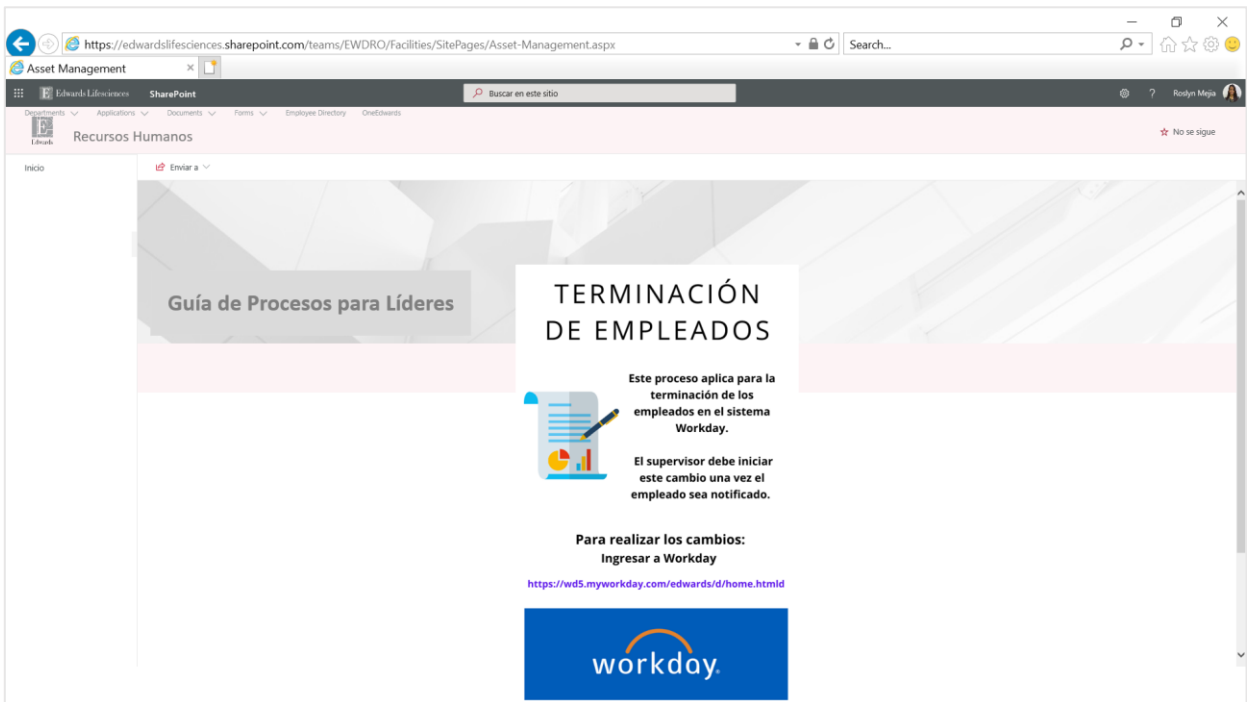 https://edwardslifesciences.sharepoint.com/teams/EWDRO/Facilities/SitePages/Asset-Management.aspx
Search...
Asset Management
Edwards Lifesciences SharePoint
Buscar en este sitio
? Roslyn Mejia
Departments Applications Documents Forms Employee Directory OneEdwards
E
Edwards
Recursos Humanos
No se sigue
Inicio
Enviar a
Guía de Procesos para Líderes
TERMINACIÓN
DE EMPLEADOS
Este proceso aplica para la
terminación de los
empleados en el sistema
Workday.
El supervisor debe iniciar
este cambio una vez el
empleado sea notificado.
Para realizar los cambios:
Ingresar a Workday
https://wd5.myworkday.com/edwards/d/home.htmld
workday.